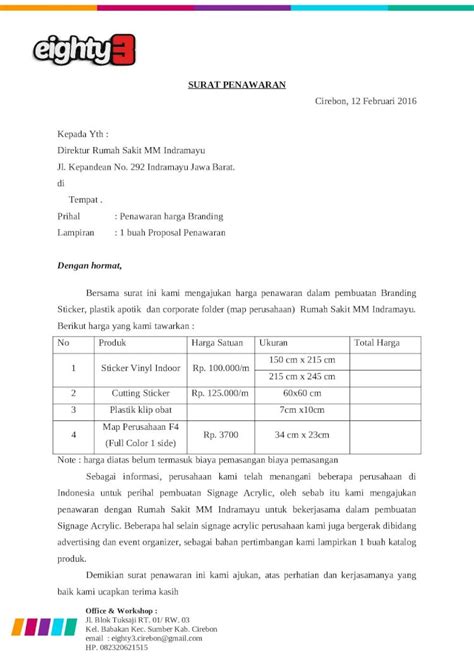 eighty3
SURAT PENAWARAN
Cirebon, 12 Februari 2016
Kepada Yth :
Direktur Rumah Sakit MM Indramayu
Jl. Kepandean No. 292 Indramayu Jawa Barat.
di
Tempat .
Prihal : Penawaran harga Branding
Lampiran : 1 buah Proposal Penawaran
Dengan hormat,
Bersama surat ini kami mengajukan harga penawaran dalam pembuatan Branding
Sticker, plastik apotik dan corporate folder (map perusahaan) Rumah Sakit MM Indramayu.
Berikut harga yang kami tawarkan :
No Produk Harga Satuan Ukuran Total Harga
1 Sticker Vinyl Indoor Rp. 100.000/m 150 cm x 215 cm
215 cm x 245 cm
2 Cutting Sticker Rp. 125.000/m 60x60 cm
3 Plastik klip obat 7cm x10cm
4 Map Perusahaan F4 Rp. 3700 34 cm x 23cm
(Full Color 1 side)
Note : harga diatas belum termasuk biaya pemasangan biaya pemasangan
Sebagai informasi, perusahaan kami telah menangani beberapa perusahaan di
Indonesia untuk perihal pembuatan Signage Acrylic, oleh sebab itu kami mengajukan
penawaran dengan Rumah Sakit MM Indramayu untuk bekerjasama dalam pembuatan
Signage Acrylic. Beberapa hal selain signage acrylic perusahaan kami juga bergerak dibidang
advertising dan event organizer, sebagai bahan pertimbangan kami lampirkan 1 buah katalog
produk.
Demikian surat penawaran ini kami ajukan, atas perhatian dan kerjasamanya yang
baik kami ucapkan terima kasih
Office & Workshop :
Jl. Blok Tuksaji RT. 01/ RW. 03
Kel. Babakan Kec. Sumber Kab. Cirebon
email : eighty3.cirebon@gmail.com
HP. 082320621515